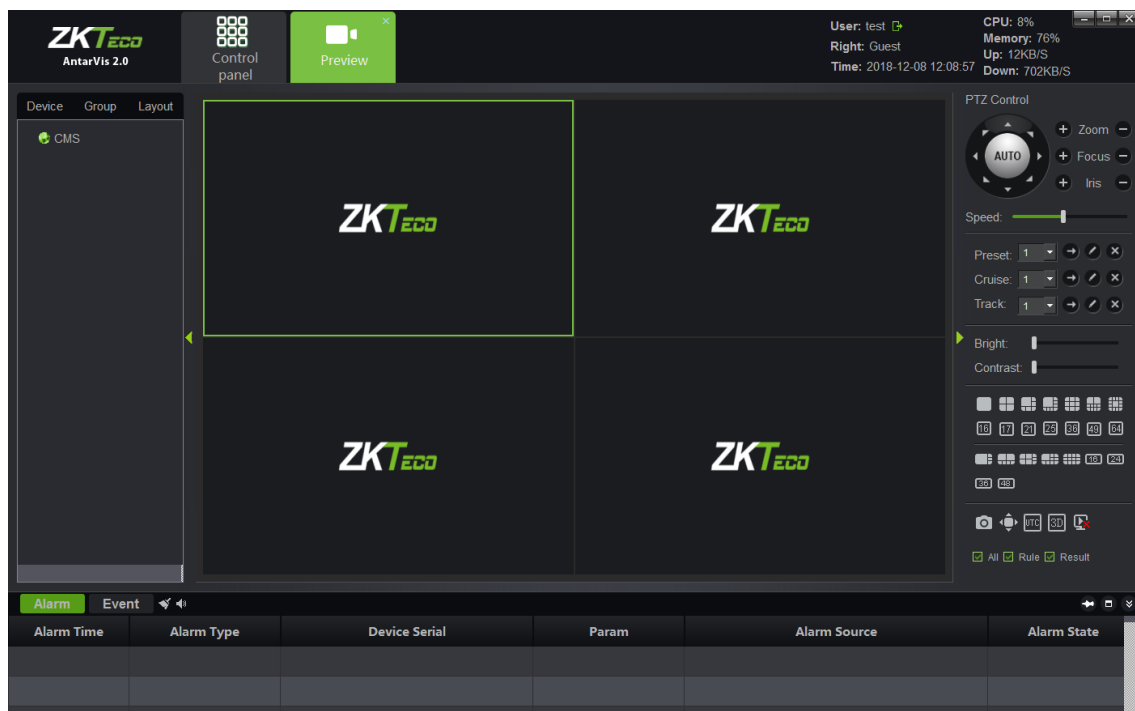 ZKTeco
AntarVis 2.0
Control
panel
Preview
User: test
Right: Guest
Time: 2018-12-08 12:08:57
CPU: 8%
Memory: 76%
Up: 12KB/S
Down: 702KB/S
Device Group Layout
CMS
ZKTeco
ZKTeco
ZKTeco
ZKTeco
PTZ Control
AUTO
Zoom
Focus
Iris
Speed:
Preset: 1
Cruise: 1
Track: 1
Bright:
Contrast:
16 17 21 25 36 49 64
16 24
36 48
UTC 3D
All Rule Result
Alarm Event
Alarm Time Alarm Type Device Serial Param Alarm Source Alarm State